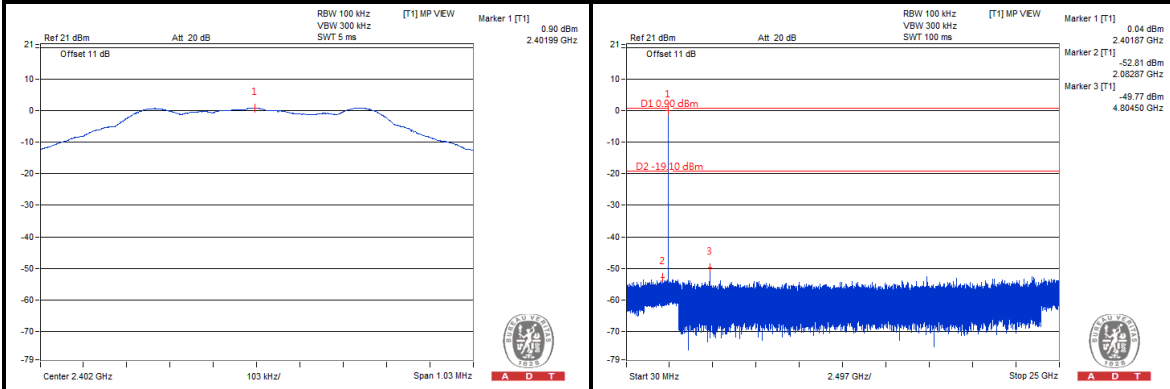 RBW 100 kHz [T1] MP VIEW Marker 1 [T1]
VBW 300 kHz 0.90 dBm
Ref 21 dBm Att 20 dB SWT 5 ms 2.40199 GHz
21
Offset 11 dB
10
1
0
-10
-20
-30
-40
-50
-60
-70
-79
Center 2.402 GHz 103 kHz/ Span 1.03 MHz
BUREAU VERITAS
1828
A D T
RBW 100 kHz [T1] MP VIEW Marker 1 [T1]
VBW 300 kHz 0.04 dBm
Ref 21 dBm Att 20 dB SWT 100 ms 2.40187 GHz
Marker 2 [T1]
-52.81 dBm
2.08287 GHz
Marker 3 [T1]
-49.77 dBm
4.80450 GHz
21
Offset 11 dB
10
1
D1 0.90 dBm
0
-10
D2 -19.10 dBm
-20
-30
-40
3
-50
2
-60
-70
-79
Start 30 MHz 2.497 GHz/ Stop 25 GHz
BUREAU VERITAS
1828
A D T